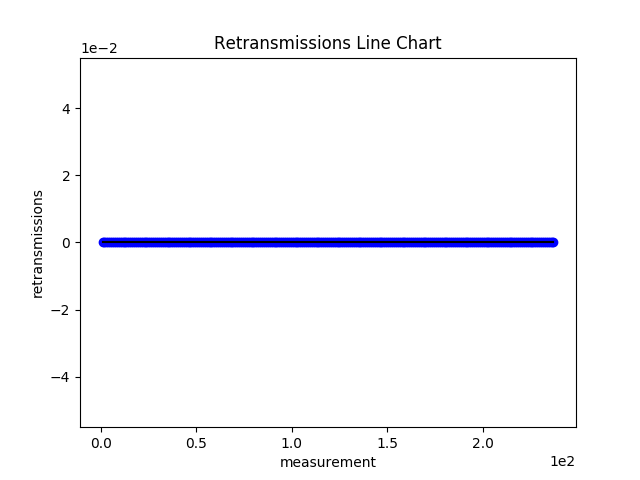 Retransmissions Line Chart
1e−2
4
2
0
−2
−4
retransmissions
0.0 0.5 1.0 1.5 2.0
measurement
1e2